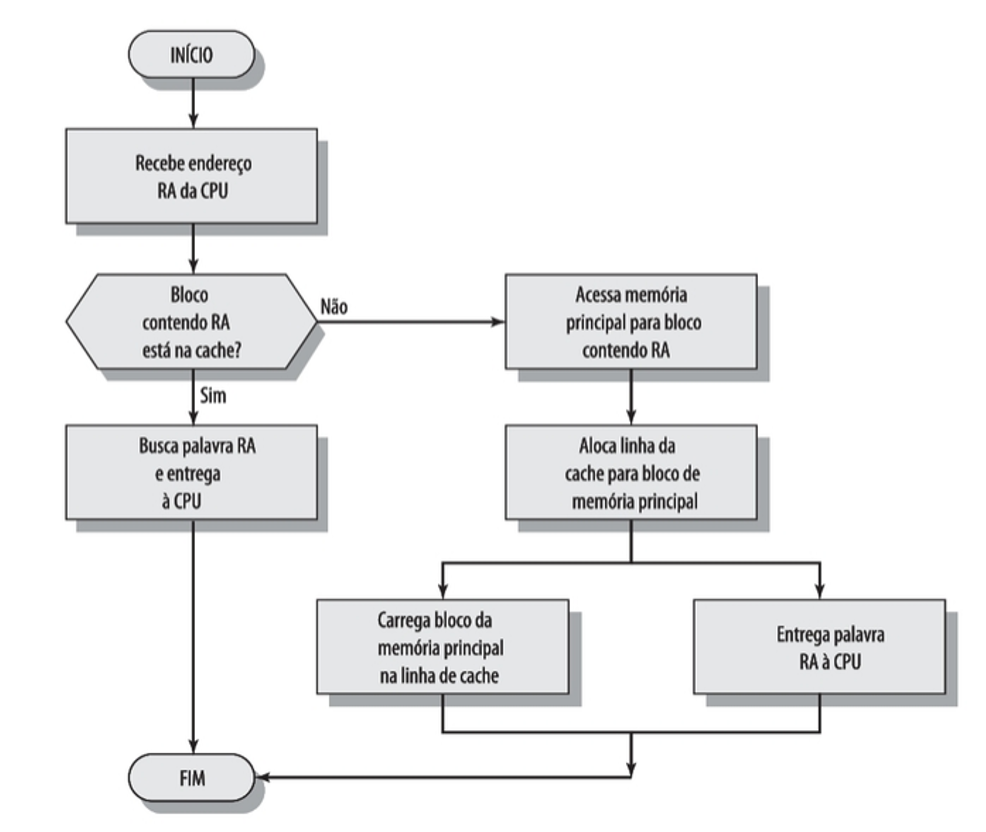 INÍCIO
Recebe endereço
RA da CPU
Bloco
contendo RA
está na cache?
Não
Acessa memória
principal para bloco
contendo RA
Sim
Busca palavra RA
e entrega
à CPU
Aloca linha da
cache para bloco de
memória principal
Carrega bloco da
memória principal
na linha de cache
Entrega palavra
RA à CPU
FIM